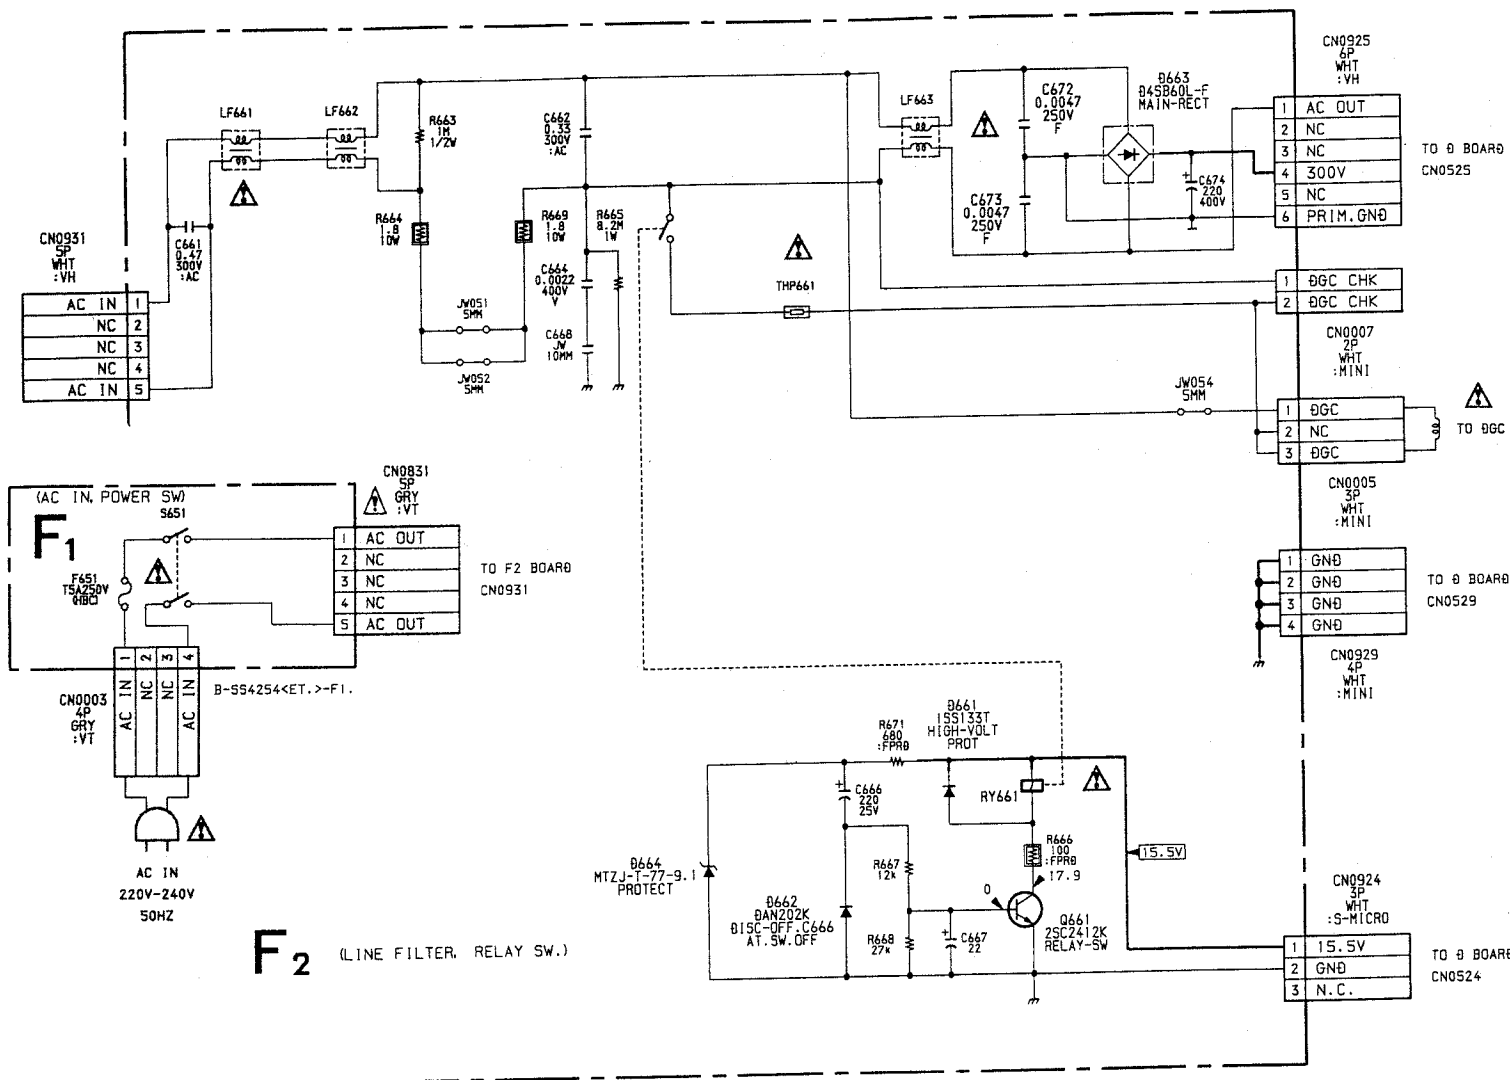 CN0925
6P
WHT
:VH
1 AC OUT
2 NC
3 NC
4 300V
5 NC
6 PRIM.GND
TO D BOARD
CN0525
LF661
LF662
R663
1M
1/2W
C662
0.33
300V
:AC
LF663
C672
0.0047
250V
F
D663
D4SB60L-F
MAIN-RECT
C673
0.0047
250V
F
+
C674
220
400V
C661
0.47
300V
:AC
R664
1.8
10W
R669
1.8
10W
R665
8.2M
1W
C664
0.0022
400V
V
C668
JW
10MM
THP661
JW051
5MM
JW052
5MM
CN0931
5P
WHT
:VH
AC IN 1
NC 2
NC 3
NC 4
AC IN 5
1 DGC CHK
2 DGC CHK
CN0007
2P
WHT
:MINI
JW054
5MM
1 DGC
2 NC
3 DGC
TO DGC
CN0005
3P
WHT
:MINI
1 GND
2 GND
3 GND
4 GND
TO D BOARD
CN0529
CN0929
4P
WHT
:MINI
(AC IN, POWER SW)
F1
S651
F651
T5A250V
(HBC)
CN0831
5P
GRY
:VT
1 AC OUT
2 NC
3 NC
4 NC
5 AC OUT
TO F2 BOARD
CN0931
1 2 3 4
AC IN NC NC AC IN
CN0003
4P
GRY
:VT
B-SS4254<ET.>-F1.
AC IN
220V-240V
50HZ
F2 (LINE FILTER, RELAY SW.)
R671
680
:FPRD
D661
1SS133T
HIGH-VOLT
PROT
+
C666
220
25V
RY661
R666
100
:FPRD
17.9
15.5V
D664
MTZJ-T-77-9.1
PROTECT
R667
12k
D662
DAN202K
DISC-OFF.C666
AT.SW.OFF
0
R668
27k
+
C667
22
Q661
2SC2412K
RELAY-SW
CN0924
3P
WHT
:S-MICRO
1 15.5V
2 GND
3 N.C.
TO D BOARD
CN0524